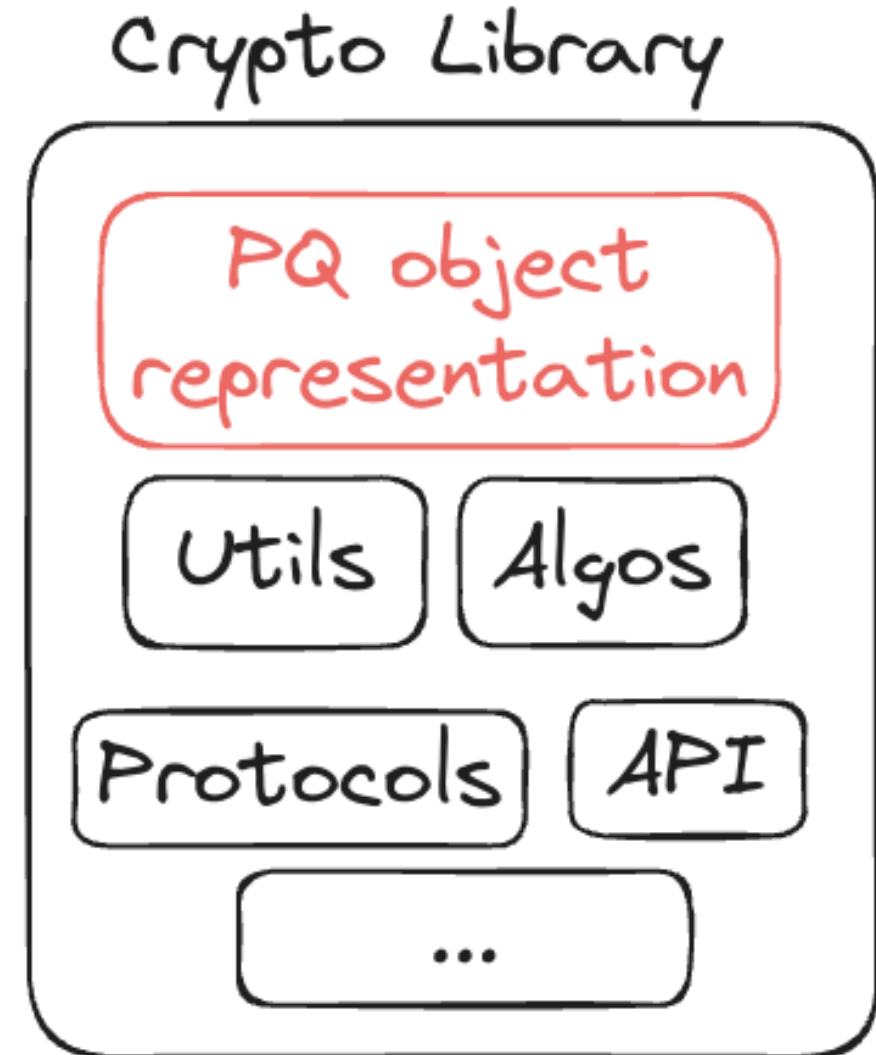 Crypto Library
PQ object
representation
Utils
Algos
Protocols
API
...